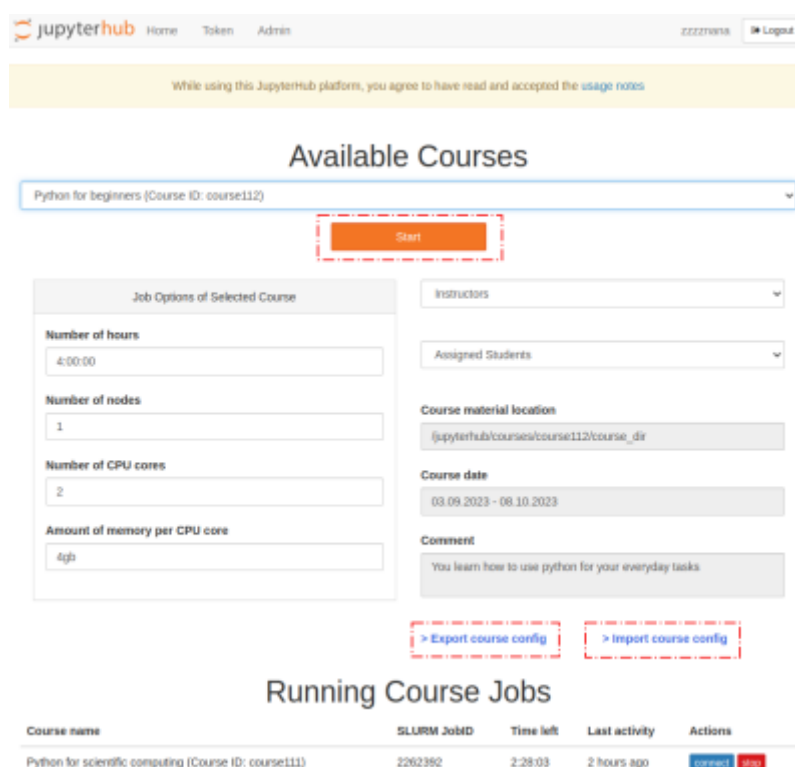 jupyterhub Home Token Admin zzzznana Logout
While using this JupyterHub platform, you agree to have read and accepted the usage notes
Available Courses
Python for beginners (Course ID: course112)
Start
Job Options of Selected Course
Number of hours
4:00:00
Number of nodes
1
Number of CPU cores
2
Amount of memory per CPU core
4gb
Instructors
Assigned Students
Course material location
/jupyterhub/courses/course112/course_dir
Course date
03.09.2023 - 08.10.2023
Comment
You learn how to use python for your everyday tasks
> Export course config > Import course config
Running Course Jobs
Course name SLURM JobID Time left Last activity Actions
Python for scientific computing (Course ID: course111) 2262392 2:28:03 2 hours ago connect stop